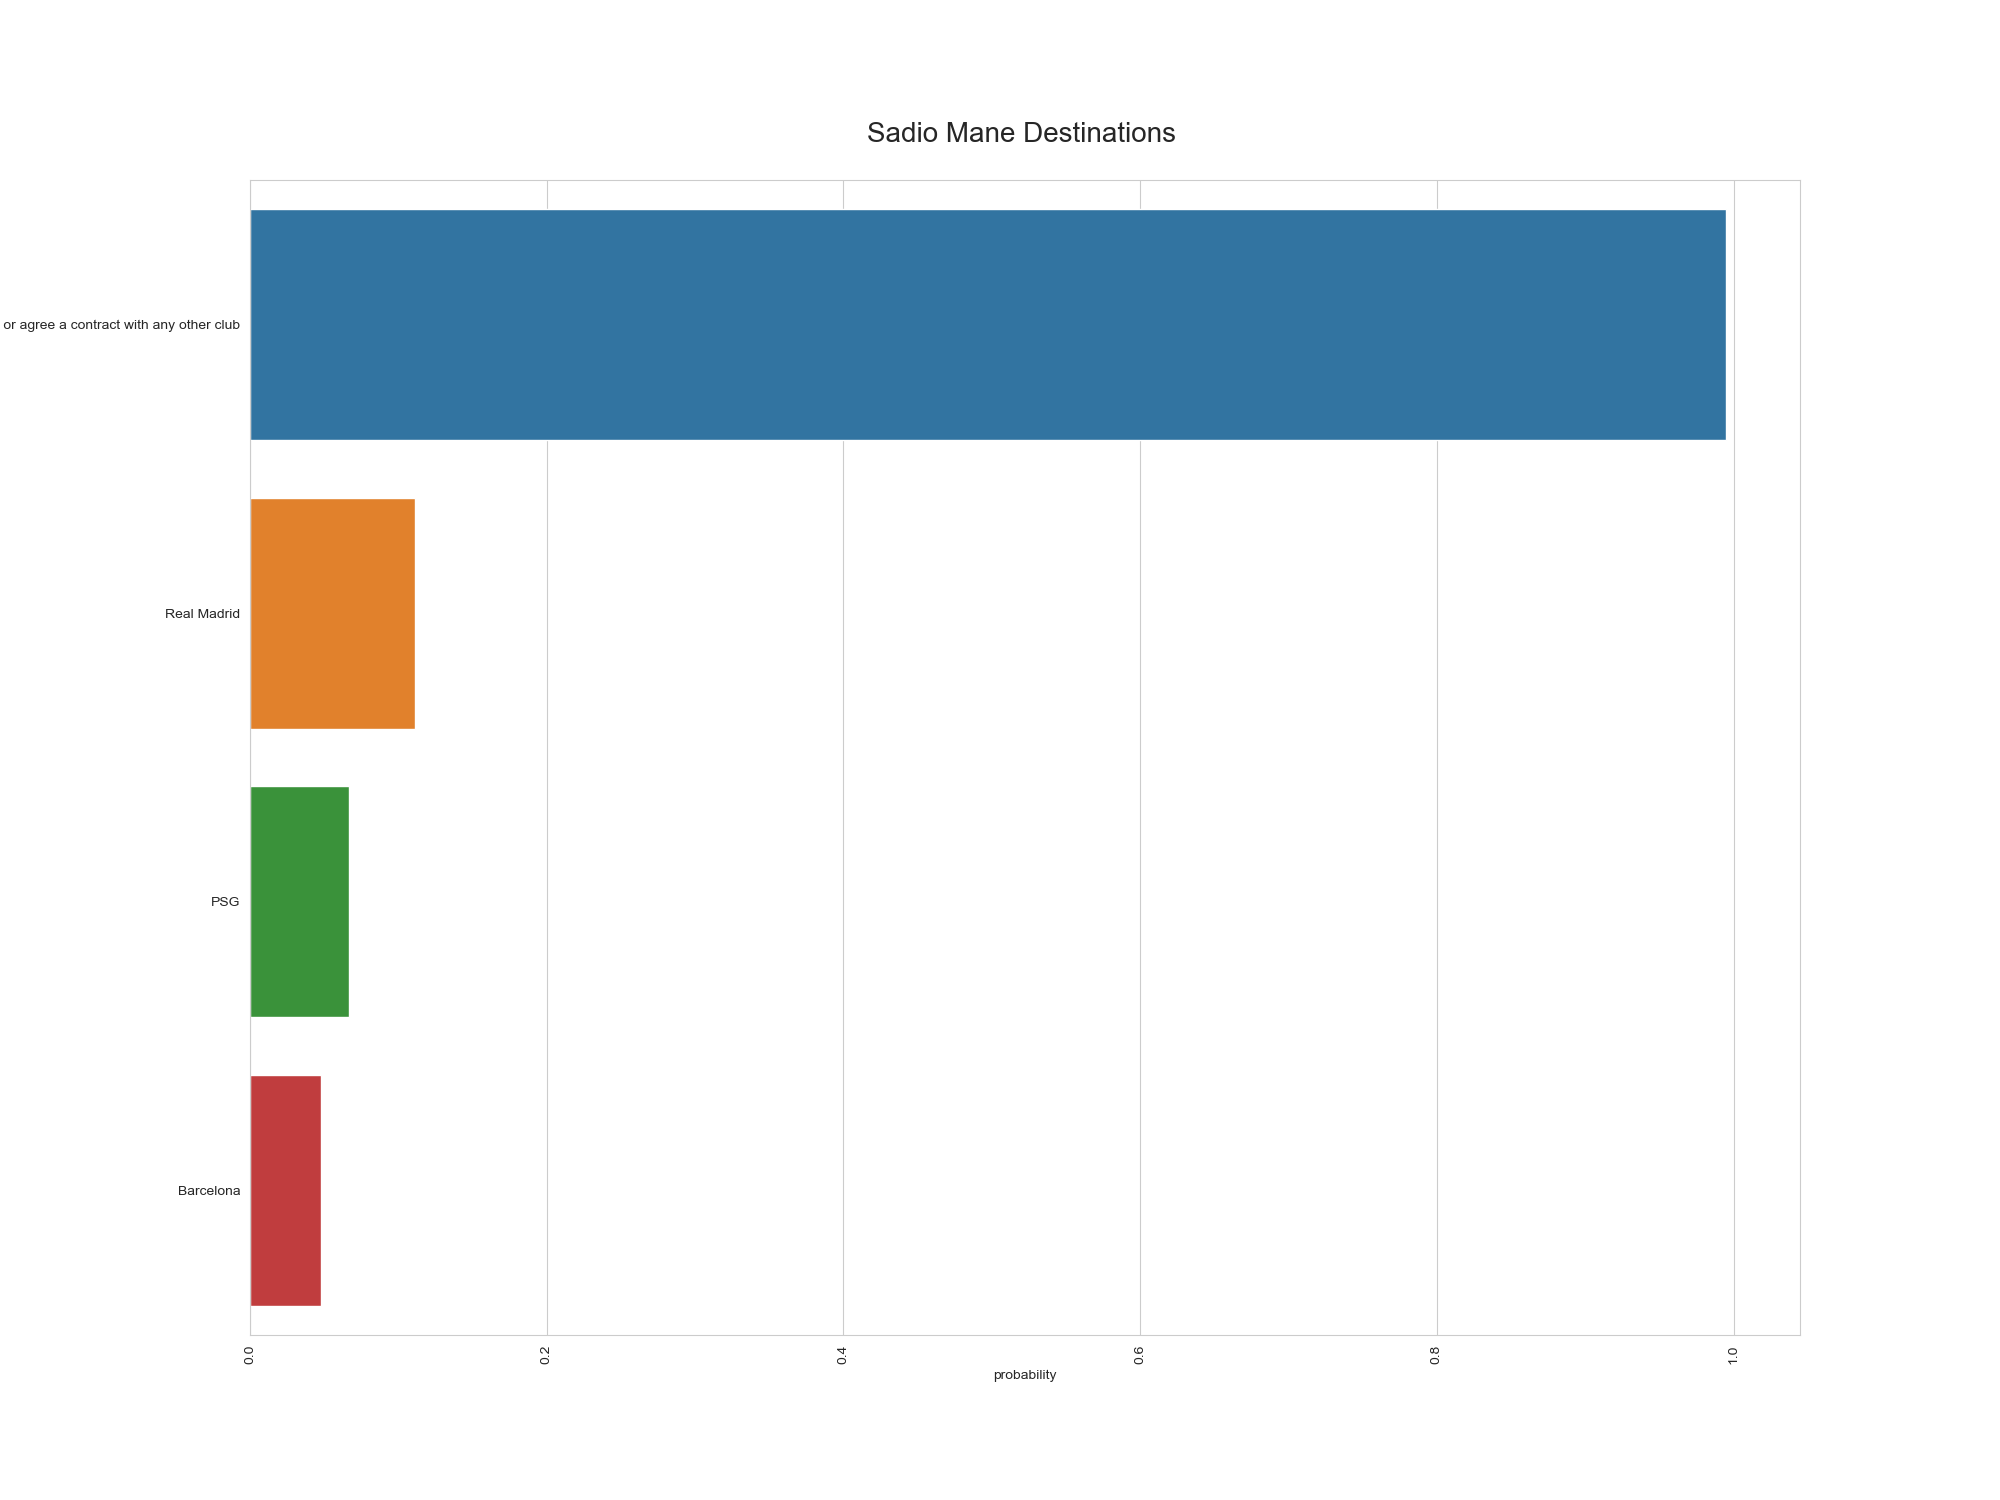 Sadio Mane Destinations
or agree a contract with any other club
Real Madrid
PSG
Barcelona
0.0
0.2
0.4
0.6
0.8
1.0
probability